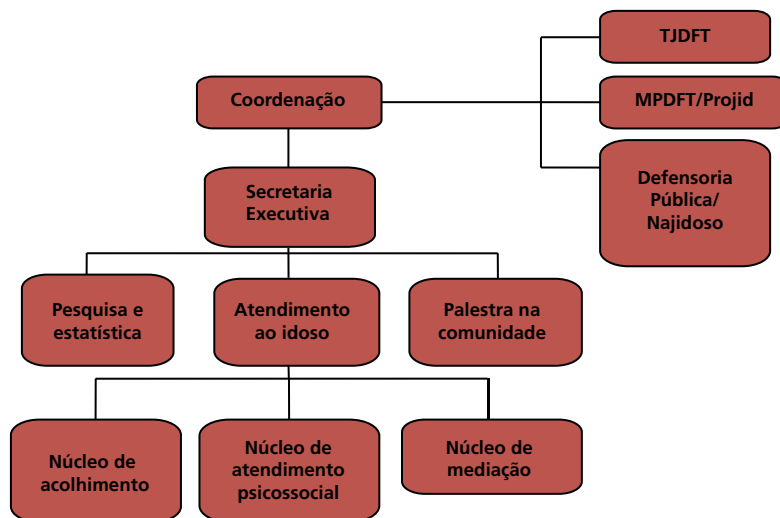 TJDFT
Coordenação
MPDFT/Projid
Defensoria
Pública/
Najidoso
Secretaria
Executiva
Pesquisa e
estatística
Atendimento
ao idoso
Palestra na
comunidade
Núcleo de
acolhimento
Núcleo de
atendimento
psicossocial
Núcleo de
mediação